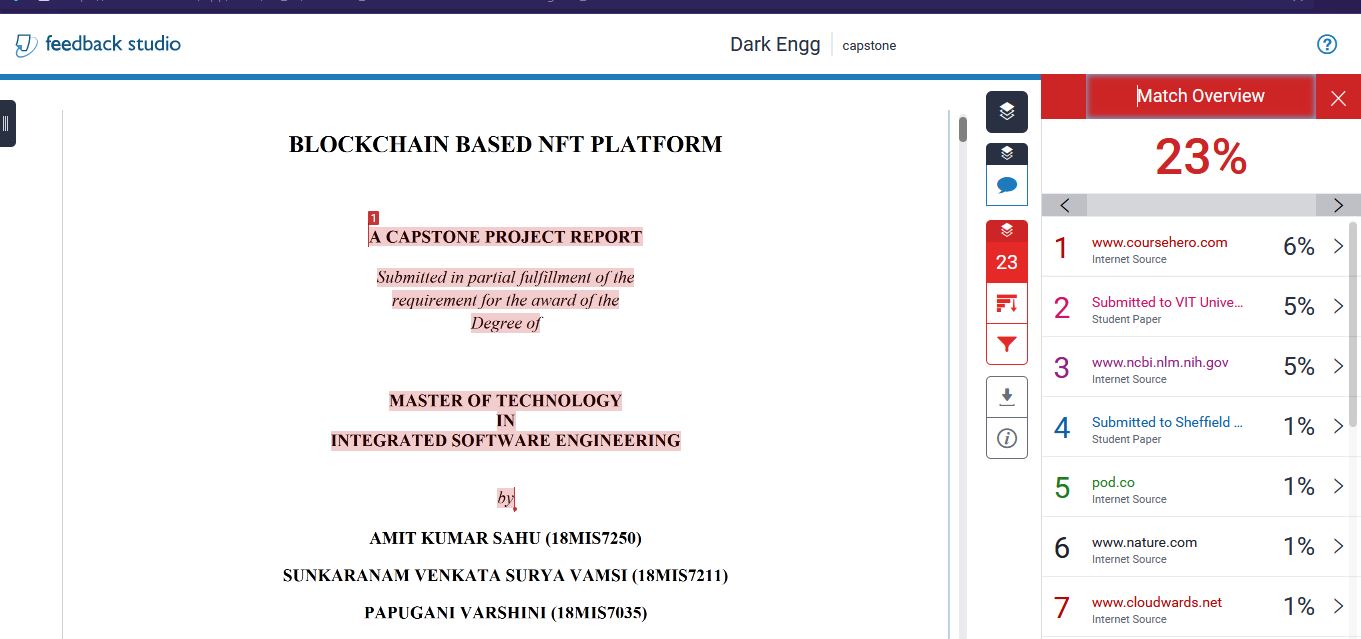 feedback studio
Dark Engg
capstone
?
BLOCKCHAIN BASED NFT PLATFORM
1
A CAPSTONE PROJECT REPORT
Submitted in partial fulfillment of the
requirement for the award of the
Degree of
MASTER OF TECHNOLOGY
IN
INTEGRATED SOFTWARE ENGINEERING
by
AMIT KUMAR SAHU (18MIS7250)
SUNKARANAM VENKATA SURYA VAMSI (18MIS7211)
PAPUGANI VARSHINI (18MIS7035)
23
Match Overview
23%
1 www.coursehero.com 6%
Internet Source
2 Submitted to VIT Unive... 5%
Student Paper
3 www.ncbi.nlm.nih.gov 5%
Internet Source
4 Submitted to Sheffield ... 1%
Student Paper
5 pod.co 1%
Internet Source
6 www.nature.com 1%
Internet Source
7 www.cloudwards.net 1%
Internet Source